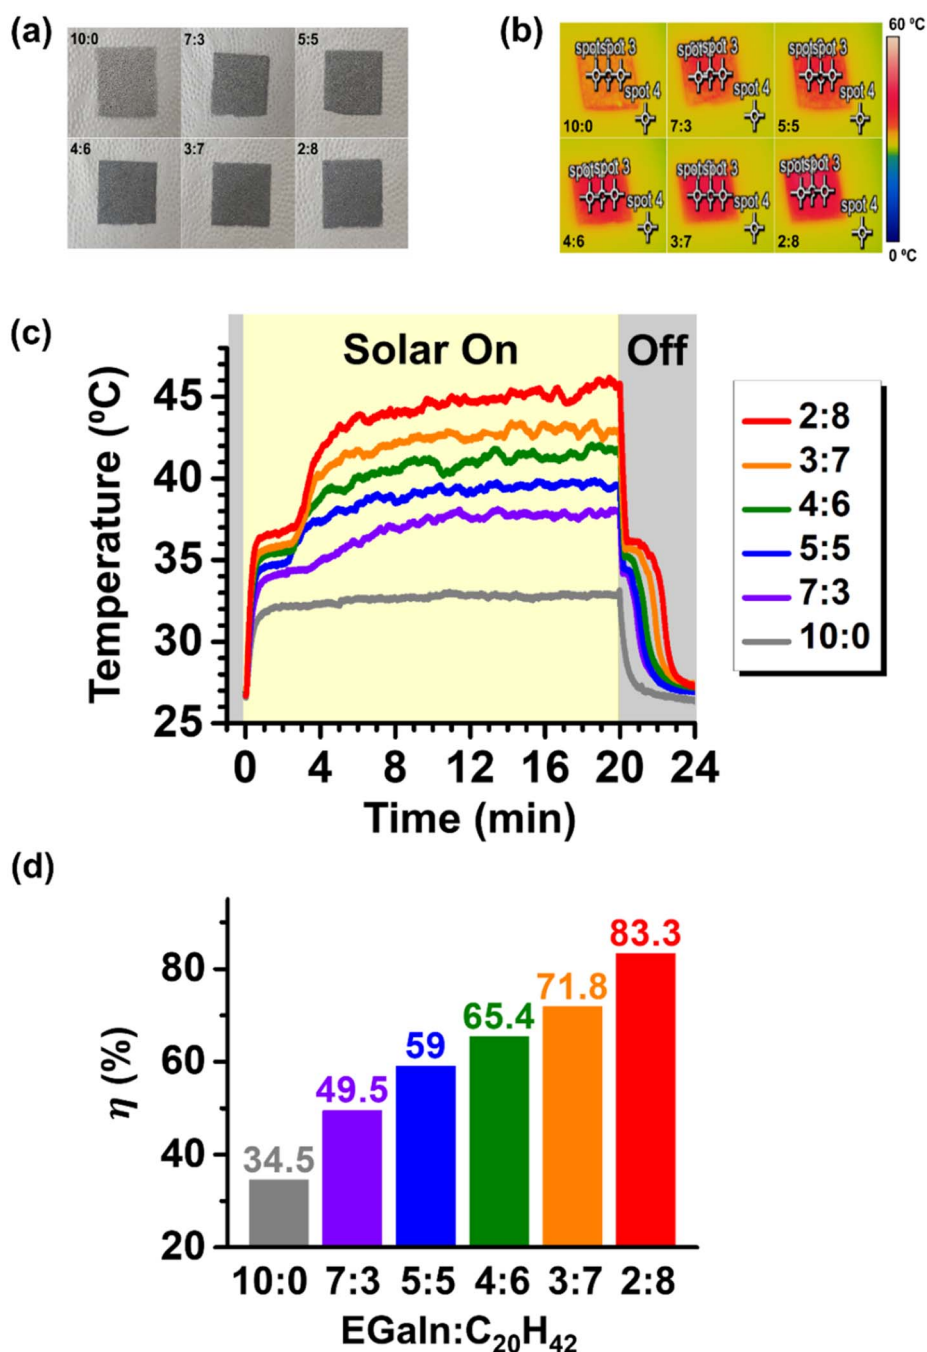 (a)
10:0
7:3
5:5
4:6
3:7
2:8
(b)
spot spot 3
spot 4
10:0
spot spot 3
spot 4
7:3
spot spot 3
spot 4
5:5
spot spot 3
spot 4
4:6
spot spot 3
spot 4
3:7
spot spot 3
spot 4
2:8
60 ºC
0 ºC
(c)
Solar On
Off
Temperature (ºC)
45
40
35
30
25
0 4 8 12 16 20 24
Time (min)
2:8
3:7
4:6
5:5
7:3
10:0
(d)
η (%)
80
60
40
20
34.5
49.5
59
65.4
71.8
83.3
10:0 7:3 5:5 4:6 3:7 2:8
EGaIn:C₂₀H₄₂